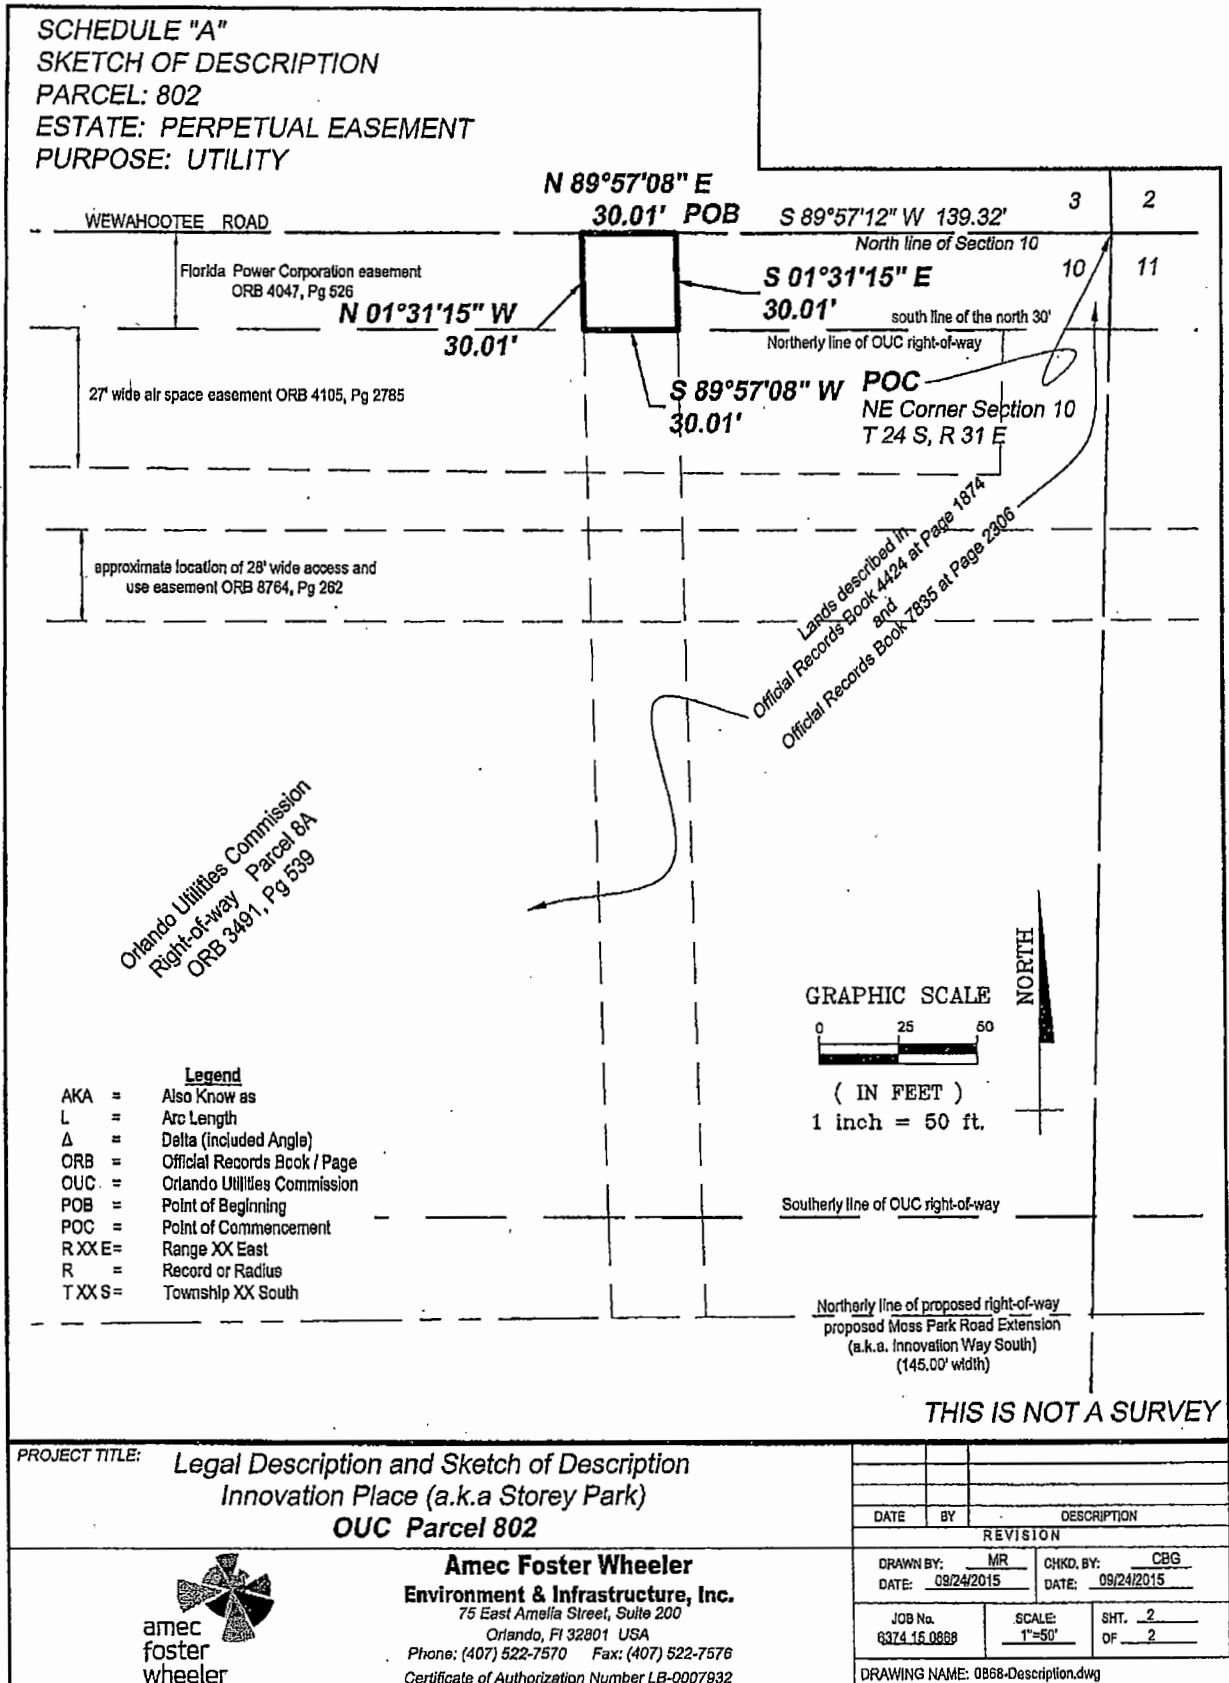 SCHEDULE "A"
SKETCH OF DESCRIPTION
PARCEL: 802
ESTATE: PERPETUAL EASEMENT
PURPOSE: UTILITY
N 89°57'08" E
30.01' POB
S 89°57'12" W 139.32'
3
2
WEWAHOOTEE ROAD
North line of Section 10
10
11
Florida Power Corporation easement
ORB 4047, Pg 526
N 01°31'15" W
30.01'
S 01°31'15" E
30.01'
south line of the north 30'
Northerly line of OUC right-of-way
27' wide air space easement ORB 4105, Pg 2785
S 89°57'08" W
30.01'
POC
NE Corner Section 10
T 24 S, R 31 E
approximate location of 28' wide access and
use easement ORB 8764, Pg 262
Lands described in
Official Records Book 4424 at Page 1874
and
Official Records Book 7835 at Page 2306
Orlando Utilities Commission
Right-of-way Parcel 8A
ORB 3491, Pg 539
NORTH
GRAPHIC SCALE
0 25 50
( IN FEET )
1 inch = 50 ft.
Legend
AKA = Also Know as
L = Arc Length
Δ = Delta (included Angle)
ORB = Official Records Book / Page
OUC = Orlando Utilities Commission
POB = Point of Beginning
POC = Point of Commencement
R XX E= Range XX East
R = Record or Radius
T XX S= Township XX South
Southerly line of OUC right-of-way
Northerly line of proposed right-of-way
proposed Moss Park Road Extension
(a.k.a. Innovation Way South)
(145.00' width)
THIS IS NOT A SURVEY
PROJECT TITLE:
Legal Description and Sketch of Description
Innovation Place (a.k.a Storey Park)
OUC Parcel 802
DATE BY DESCRIPTION
REVISION
amec
foster
wheeler
Amec Foster Wheeler
Environment & Infrastructure, Inc.
75 East Amelia Street, Suite 200
Orlando, Fl 32801 USA
Phone: (407) 522-7570 Fax: (407) 522-7576
Certificate of Authorization Number LB-0007932
DRAWN BY: MR
DATE: 09/24/2015
CHKD. BY: CBG
DATE: 09/24/2015
JOB No.
6374 15 0868
SCALE:
1"=50'
SHT. 2
OF 2
DRAWING NAME: 0868-Description.dwg